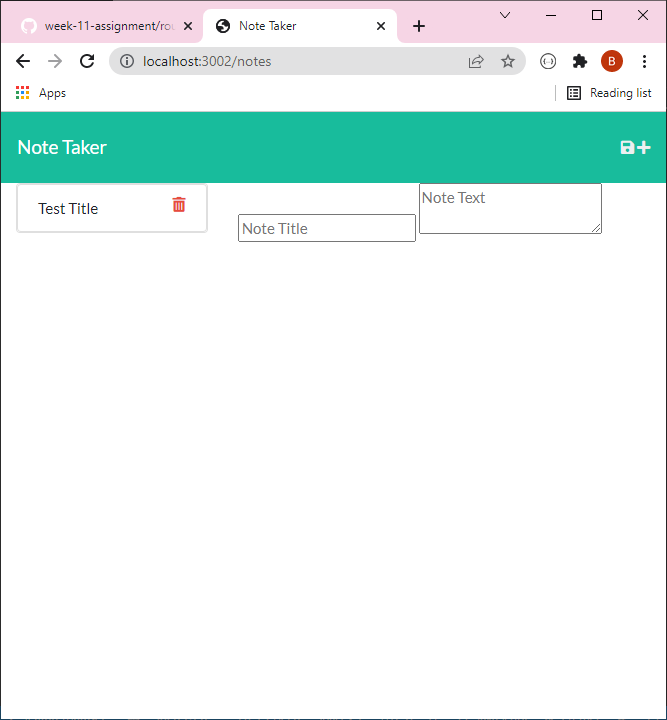 week-11-assignment/rou
Note Taker
localhost:3002/notes
B
Apps
Reading list
Note Taker
Test Title
Note Title
Note Text